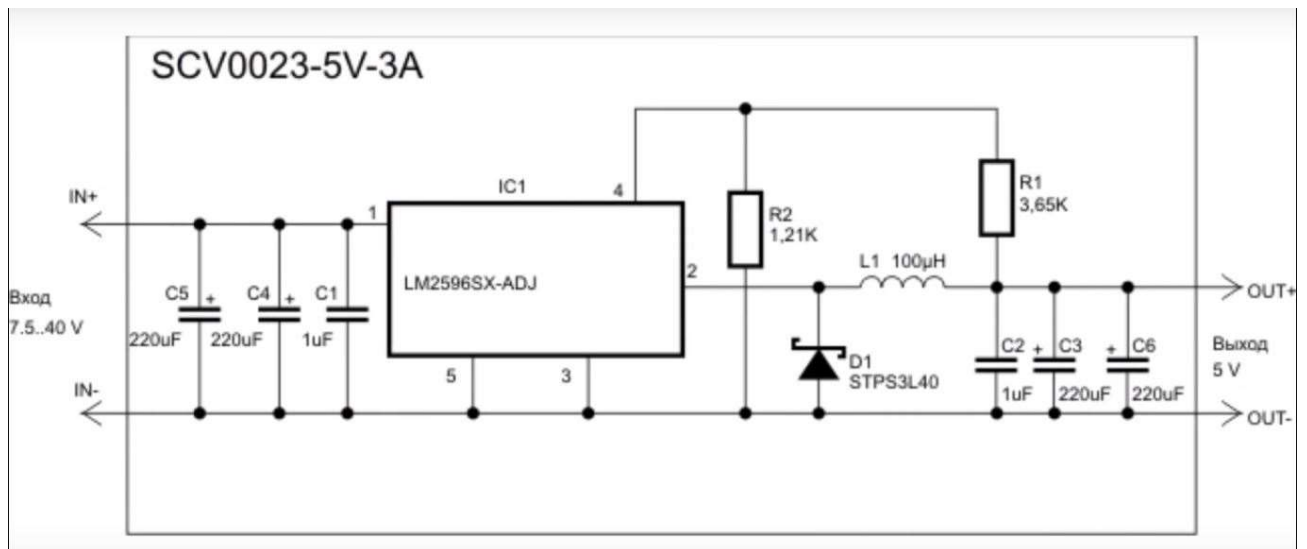 SCV0023-5V-3A
IC1
4
IN+
1
R2
1,21K
R1
3,65K
LM2596SX-ADJ
2
L1 100µH
OUT+
Вход
7.5..40 V
C5 +
220uF
C4 +
220uF
C1
1uF
D1
STPS3L40
C2
1uF
+ C3
220uF
+ C6
220uF
Выход
5 V
5
3
IN-
OUT-